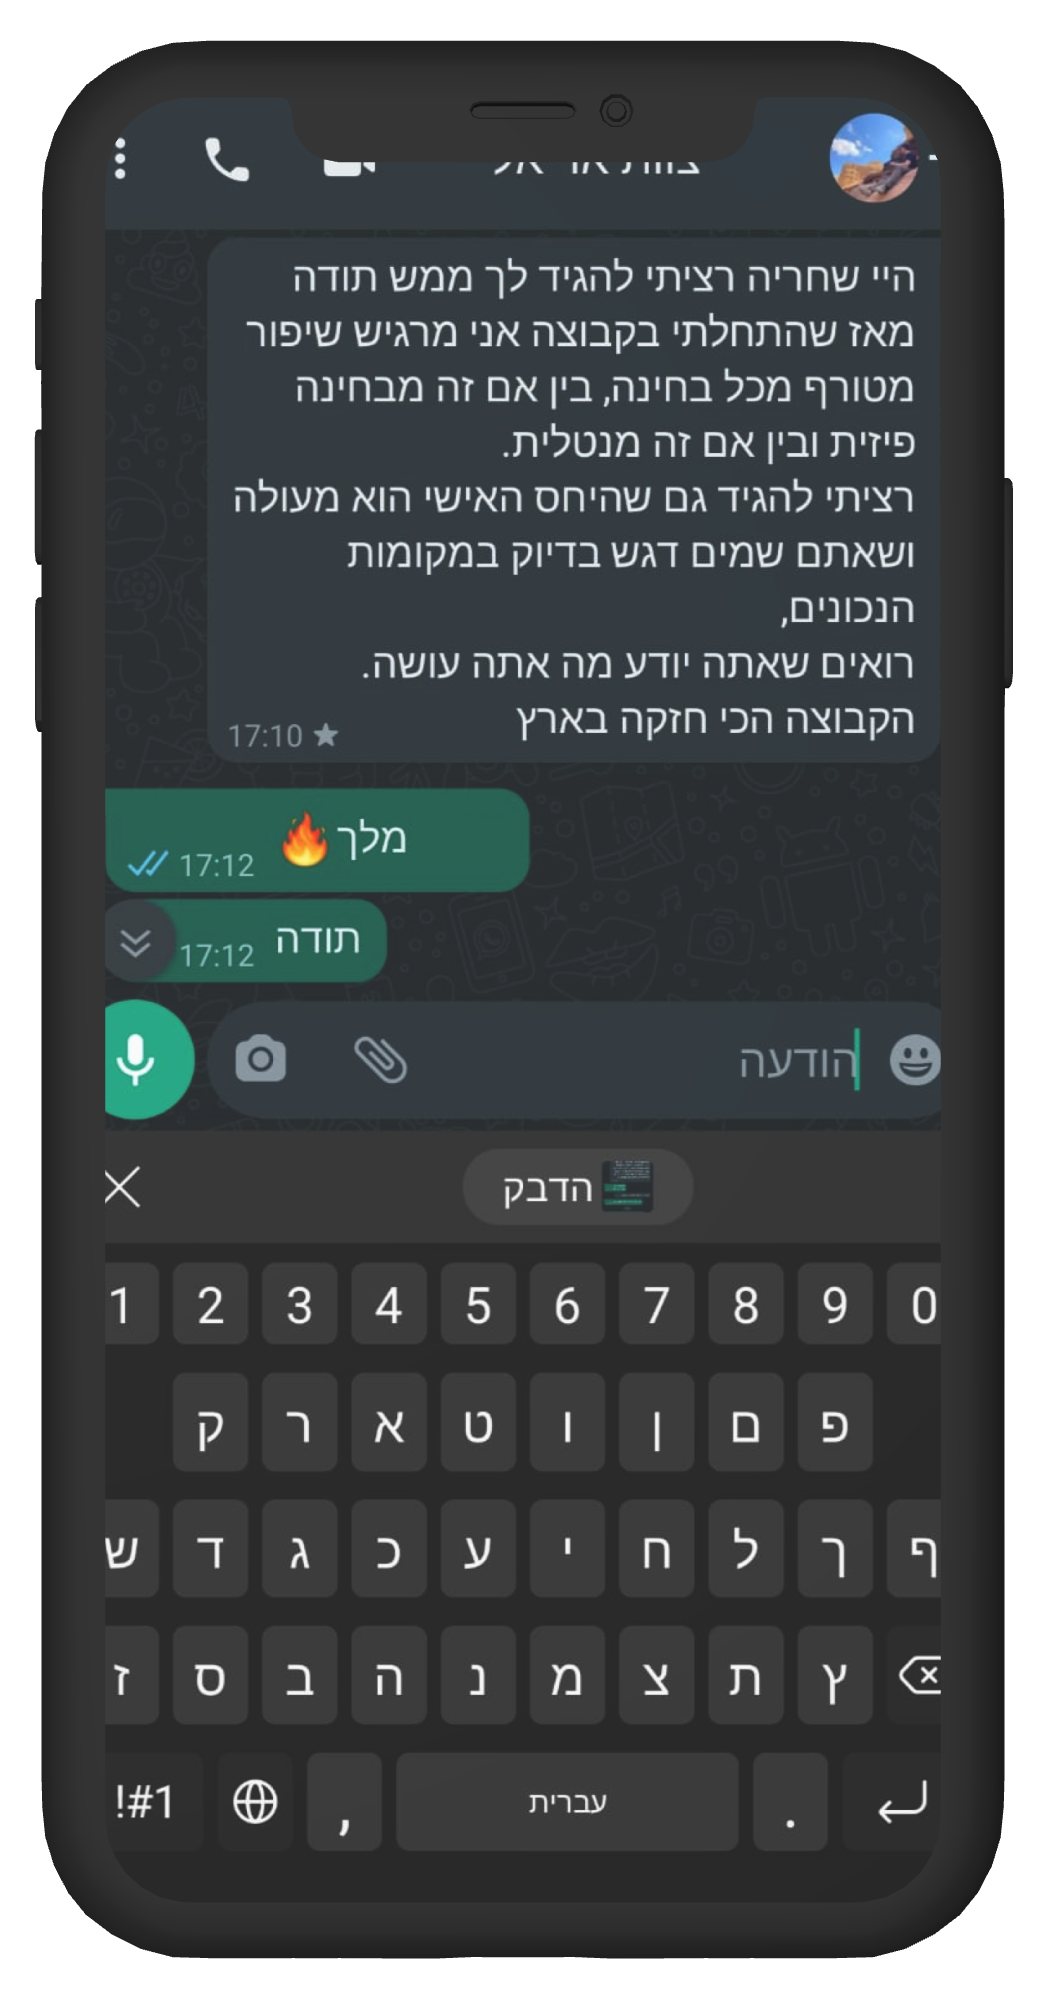 היי שחריה רציתי להגיד לך ממש תודה
מאז שהתחלתי בקבוצה אני מרגיש שיפור
מטורף מכל בחינה, בין אם זה מבחינה
פיזית ובין אם זה מנטלית.
רציתי להגיד גם שהיחס האישי הוא מעולה
ושאתם שמים דגש בדיוק במקומות
הנכונים,
רואים שאתה יודע מה אתה עושה.
הקבוצה הכי חזקה בארץ
17:10
מלך 🔥
17:12
תודה
17:12
הודעה
הדבק
1 2 3 4 5 6 7 8 9 0
ק ר א ט ו ן ם פ
ש ד ג כ ע י ח ל ך ף
ז ס ב ה נ מ צ ת ץ
!#1 , עברית .